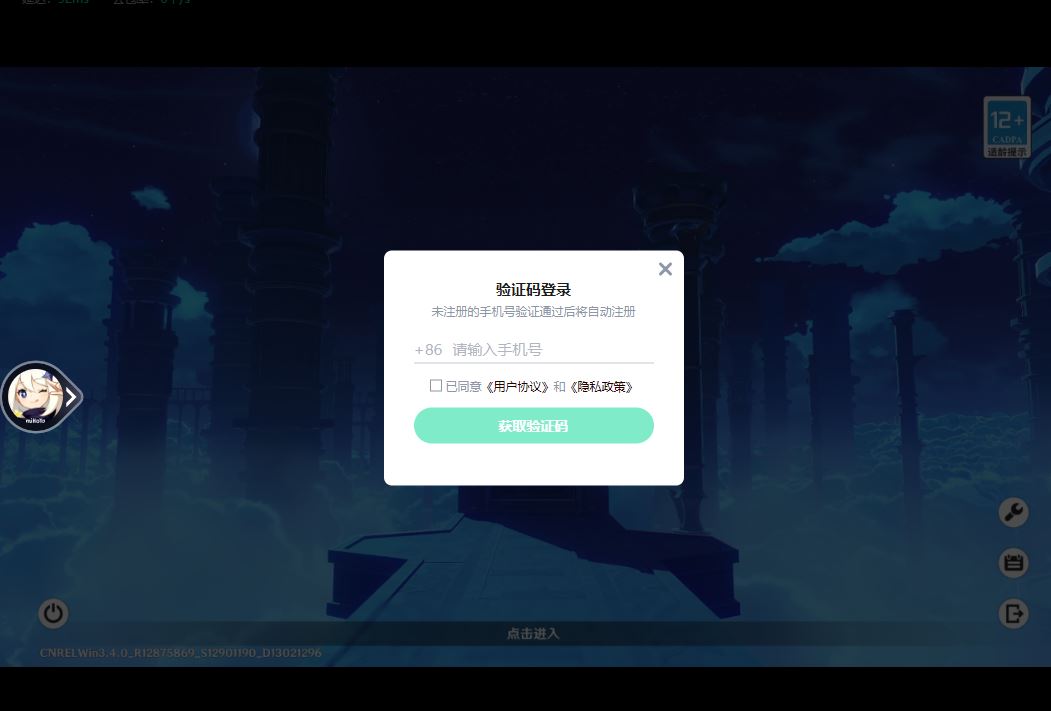 12+
CADPA
适龄提示
验证码登录
未注册的手机号验证通过后将自动注册
+86 请输入手机号
已同意《用户协议》和《隐私政策》
获取验证码
miHoYo
点击进入
CNRELWin3.4.0_R12875869_S12901190_D13021296